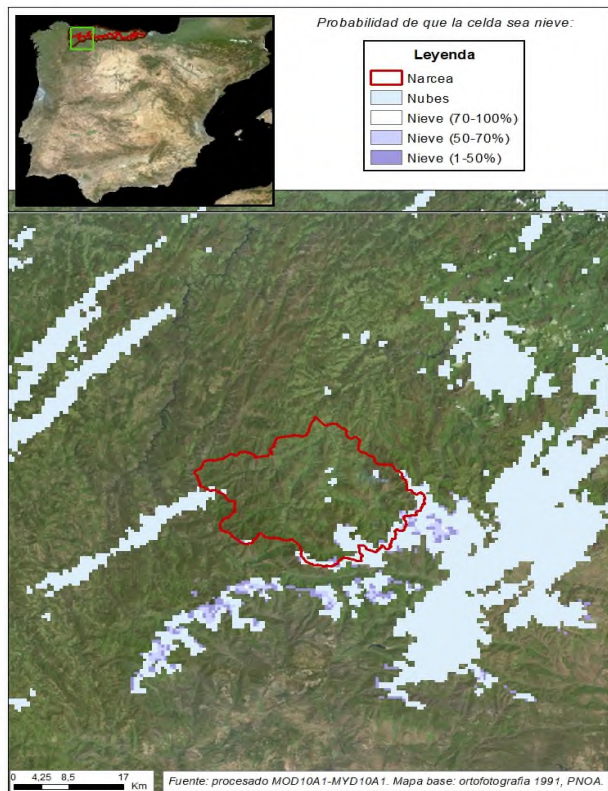 Probabilidad de que la celda sea nieve:
Leyenda
Narcea
Nubes
Nieve (70-100%)
Nieve (50-70%)
Nieve (1-50%)
0 4,25 8,5 17
Km
Fuente: procesado MOD10A1-MYD10A1. Mapa base: ortofotografia 1991, PNOA.